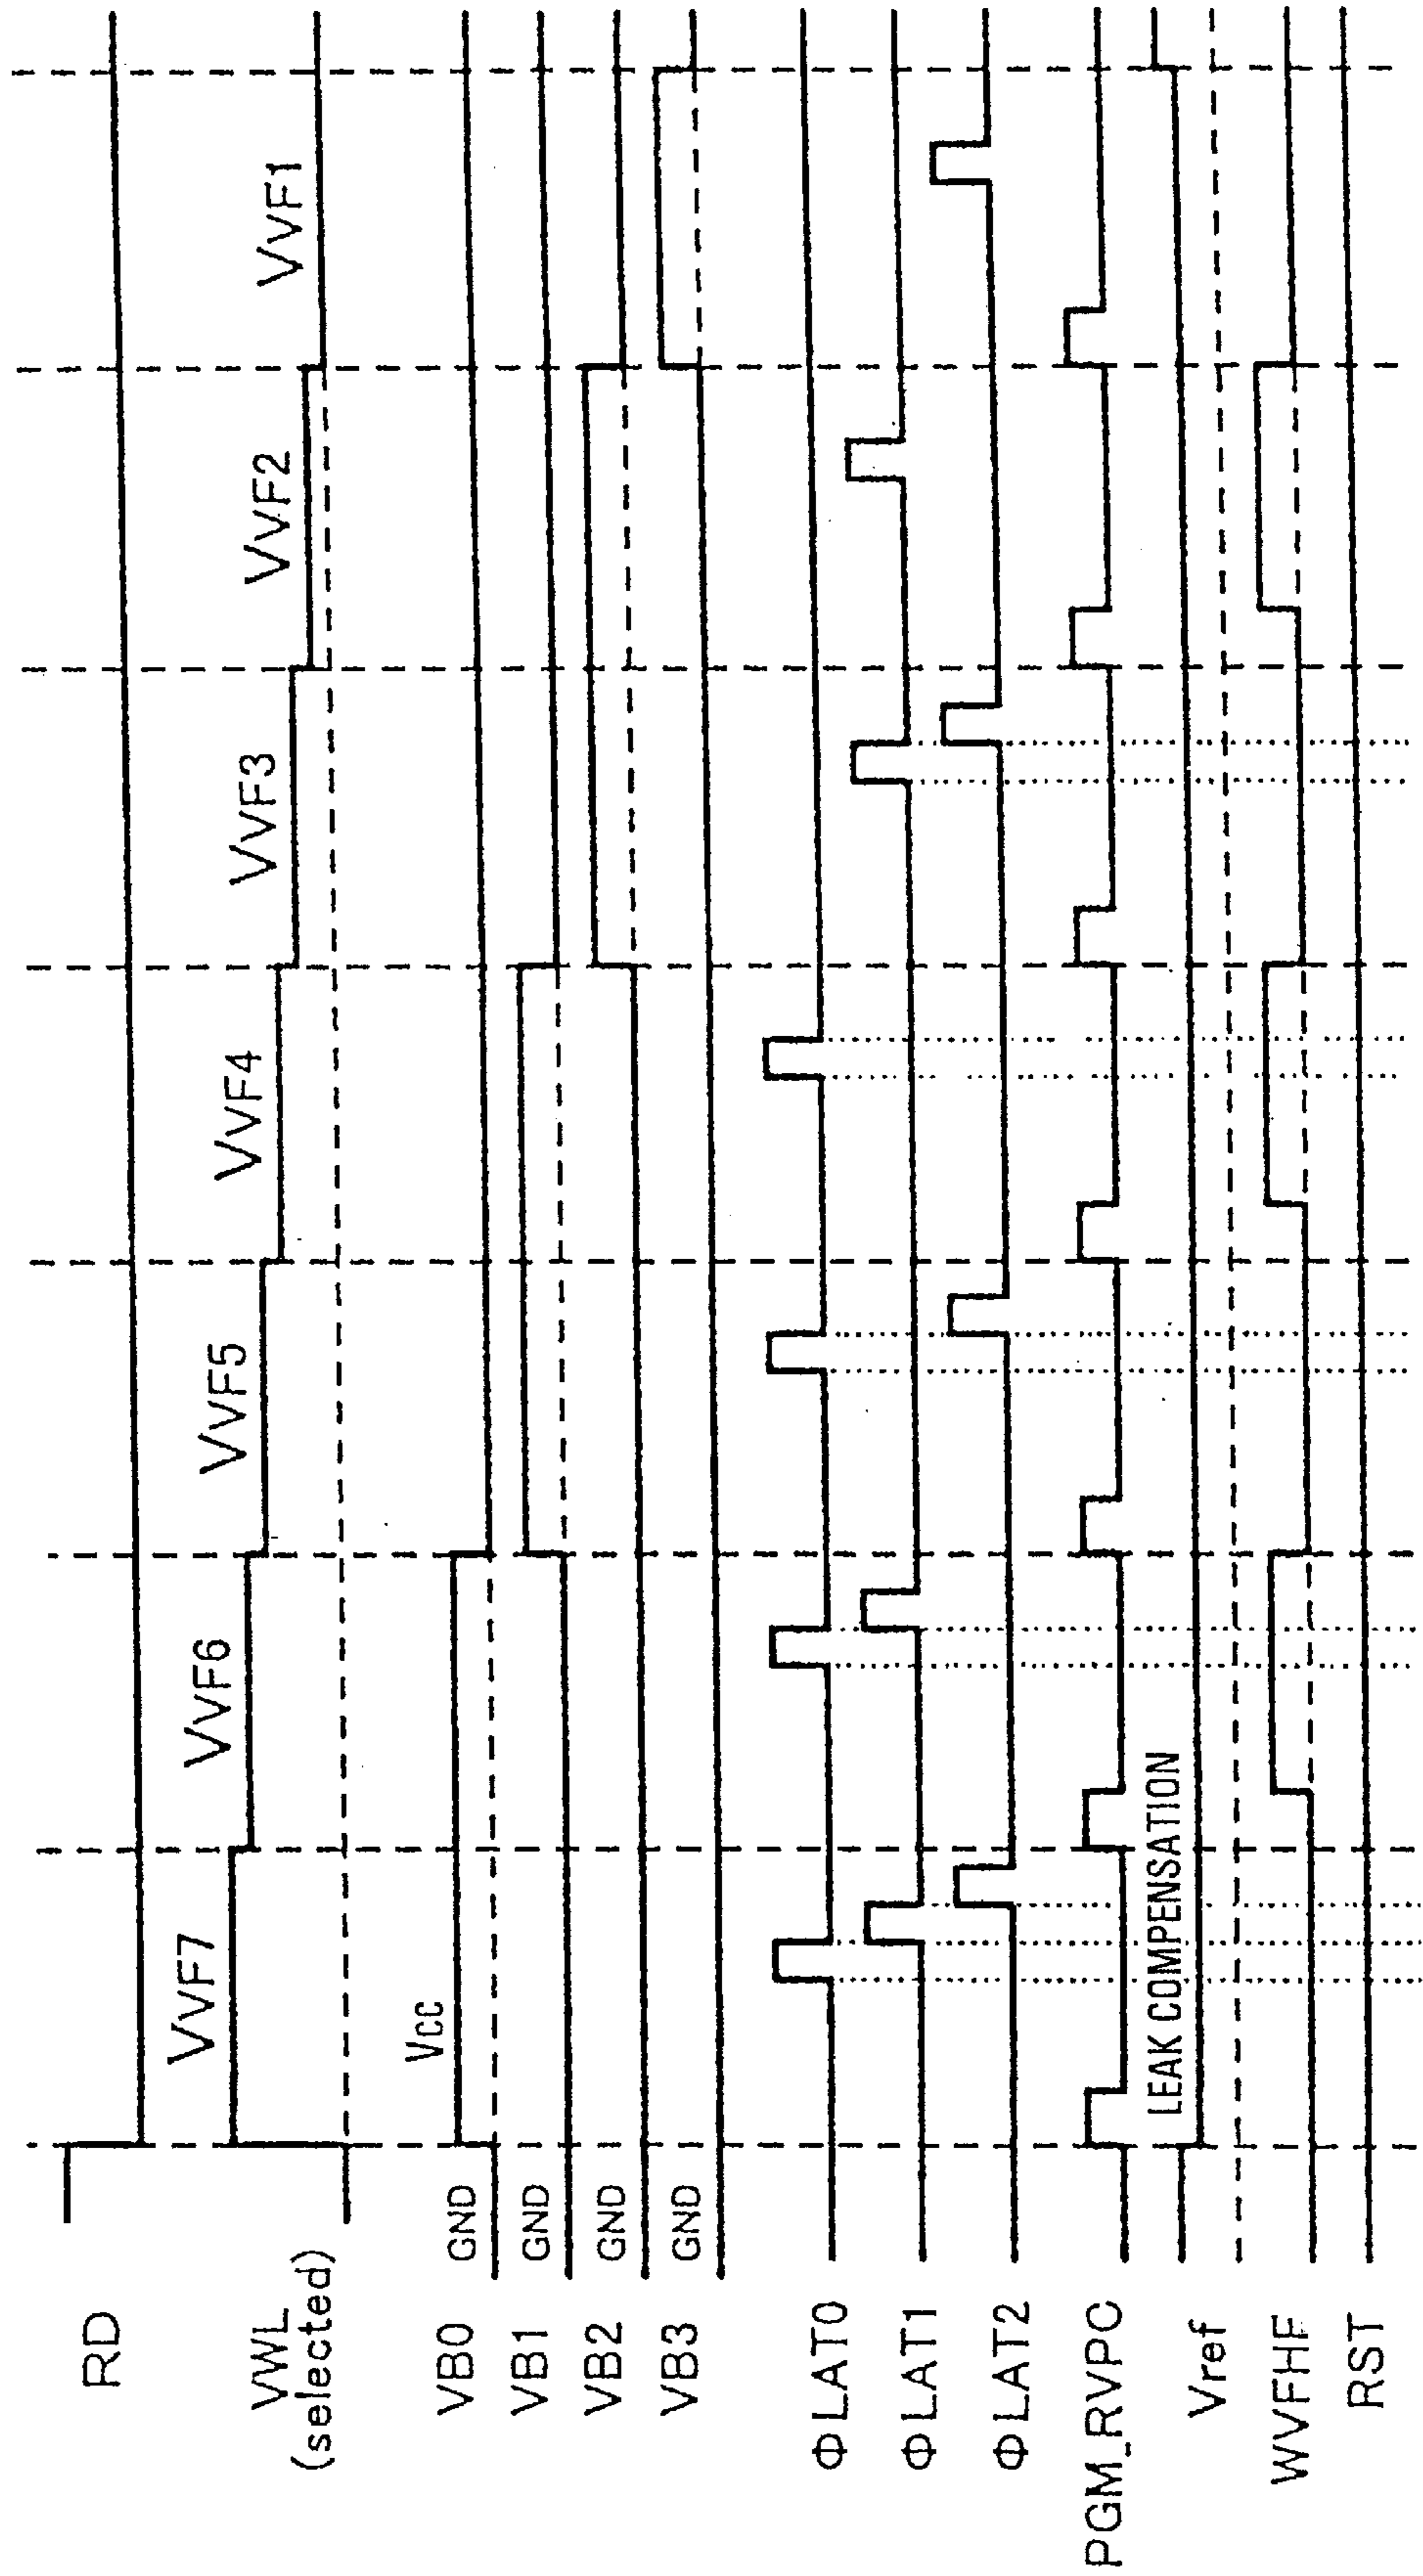 RD
VWL
(selected)
VVF7
VVF6
VVF5
VVF4
VVF3
VVF2
VVF1
VB0
GND
VCC
VB1
GND
VB2
GND
VB3
GND
ΦLAT0
ΦLAT1
ΦLAT2
PGM_RVPC
LEAK COMPENSATION
Vref
WVFHF
RST